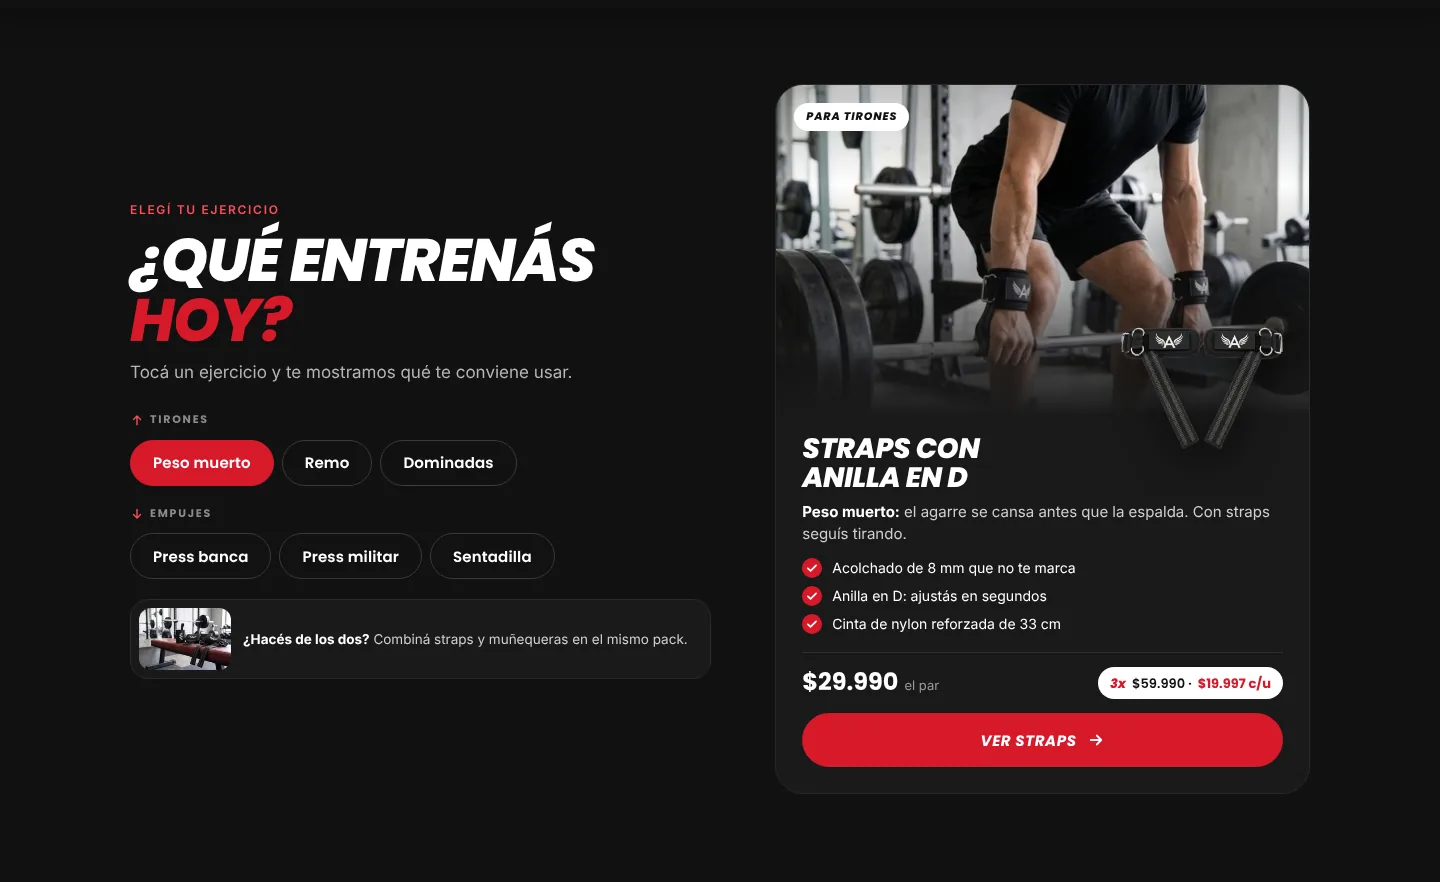 ELEGÍ TU EJERCICIO
¿QUÉ ENTRENÁS
HOY?
Tocá un ejercicio y te mostramos qué te conviene usar.
↑ TIRONES
Peso muerto
Remo
Dominadas
↓ EMPUJES
Press banca
Press militar
Sentadilla
¿Hacés de los dos? Combiná straps y muñequeras en el mismo pack.
PARA TIRONES
STRAPS CON
ANILLA EN D
Peso muerto: el agarre se cansa antes que la espalda. Con straps
seguís tirando.
Acolchado de 8 mm que no te marca
Anilla en D: ajustás en segundos
Cinta de nylon reforzada de 33 cm
$29.990 el par
3x $59.990 · $19.997 c/u
VER STRAPS →